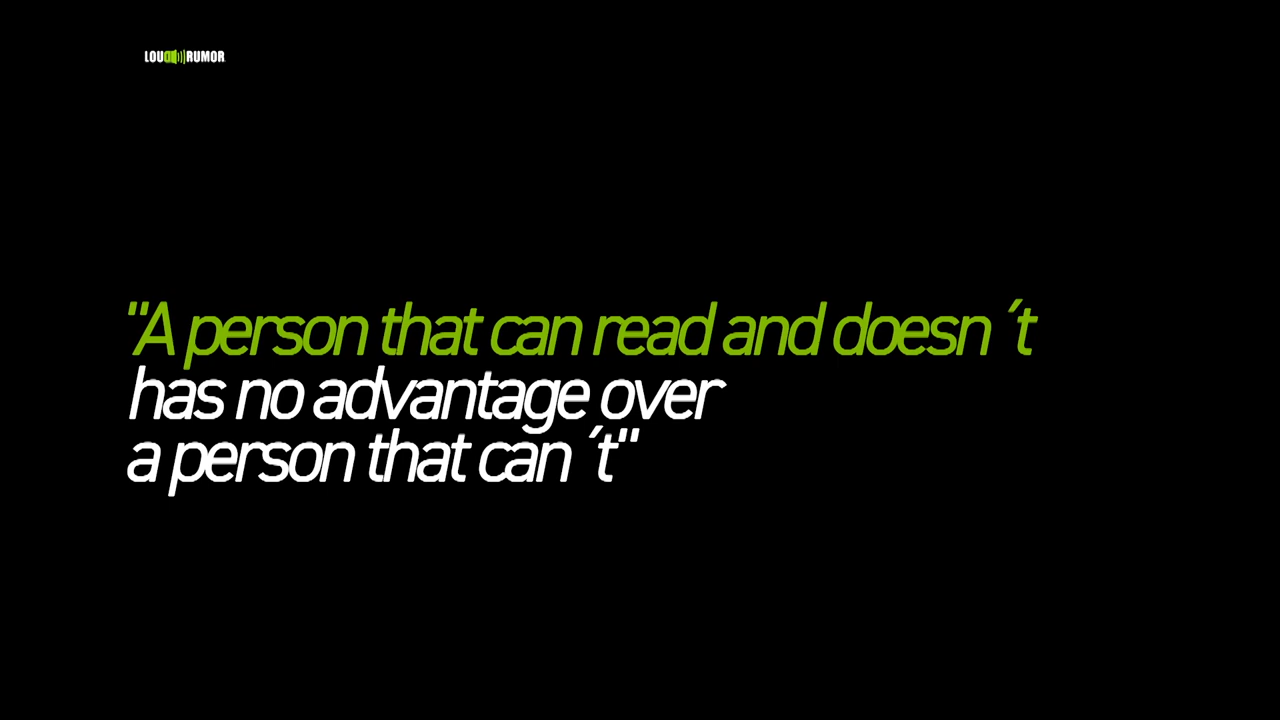 LOUD RUMOR
"A person that can read and doesn´t
has no advantage over
a person that can´t"